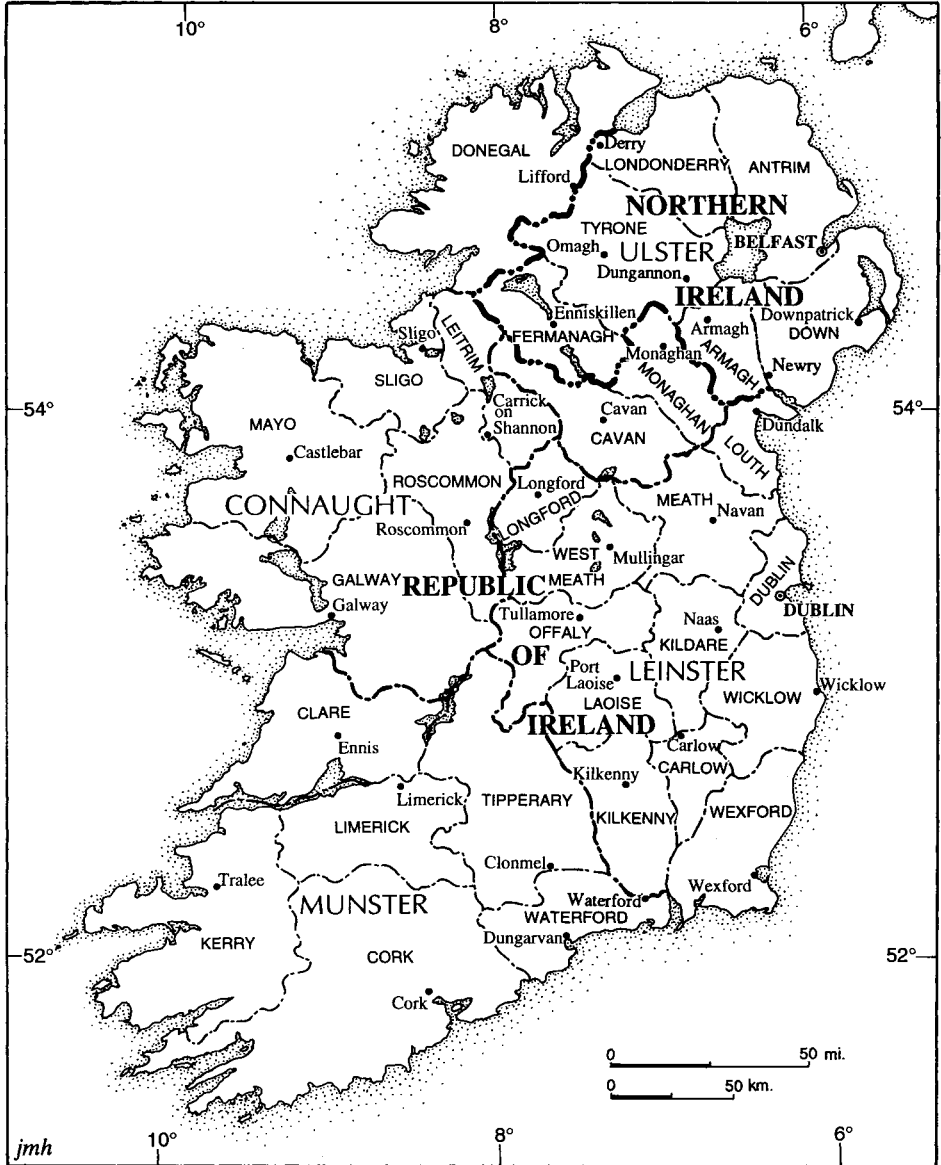 10°
8°
6°
DONEGAL
Derry
LONDONDERRY
ANTRIM
Lifford
NORTHERN
TYRONE
Omagh
ULSTER
BELFAST
Dungannon
IRELAND
Enniskillen
Downpatrick
DOWN
Sligo
LEITRIM
FERMANAGH
Armagh
ARMAGH
Monaghan
MONAGHAN
Newry
SLIGO
54°
54°
MAYO
Carrick
on
Shannon
Cavan
CAVAN
Dundalk
LOUTH
Castlebar
ROSCOMMON
Longford
LONGFORD
MEATH
Navan
CONNAUGHT
Roscommon
WEST
MEATH
Mullingar
GALWAY
REPUBLIC
DUBLIN
DUBLIN
Galway
Tullamore
OFFALY
Naas
KILDARE
OF
Port
Laoise
LEINSTER
LAOISE
WICKLOW
Wicklow
CLARE
IRELAND
Ennis
Carlow
CARLOW
Kilkenny
KILKENNY
Limerick
TIPPERARY
WEXFORD
LIMERICK
Clonmel
Tralee
MUNSTER
Waterford
WATERFORD
Wexford
KERRY
Dungarvan
CORK
52°
52°
Cork
0 50 mi.
0 50 km.
10°
8°
6°
jmh